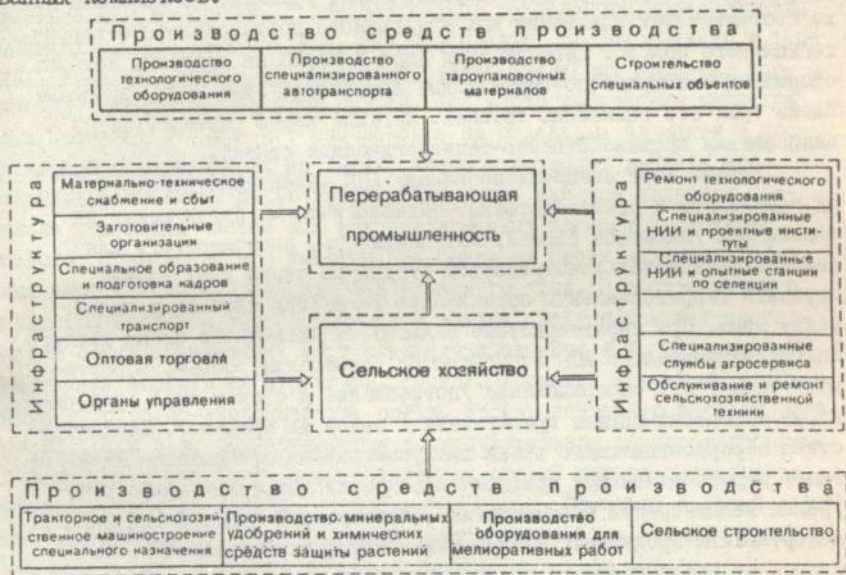 Производство средств производства
Производство
технологического
оборудования
Производство
специализированного
автотранспорта
Производство
тароупаковочных
материалов
Строительство
специальных объектов
Инфраструктура
Материально-техническое
снабжение и сбыт
Заготовительные
организации
Специальное образование
и подготовка кадров
Специализированный
транспорт
Оптовая торговля
Органы управления
Перерабатывающая
промышленность
Сельское хозяйство
Инфраструктура
Ремонт технологического
оборудования
Специализированные
НИИ и проектные инсти-
туты
Специализированные
НИИ и опытные станции
по селекции
Специализированные
службы агросервиса
Обслуживание и ремонт
сельскохозяйственной
техники
Производство средств производства
Тракторное и сельскохозяй
ственное машиностроение
специального назначения
Производство минеральных
удобрений и химических
средств защиты растений
Производство
оборудования для
мелиоративных работ
Сельское строительство